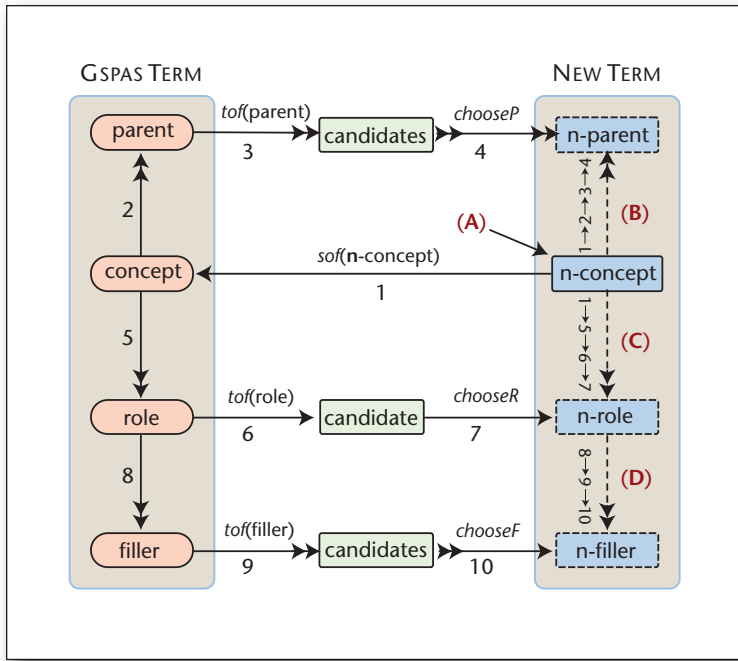 GSPAS TERM
NEW TERM
parent
tof(parent)
3
candidates
chooseP
4
n-parent
2
1→2→3→4
(B)
(A)
concept
sof(n-concept)
1
n-concept
5
1→5→6→7
(C)
role
tof(role)
6
candidate
chooseR
7
n-role
8
8→9→10
(D)
filler
tof(filler)
9
candidates
chooseF
10
n-filler